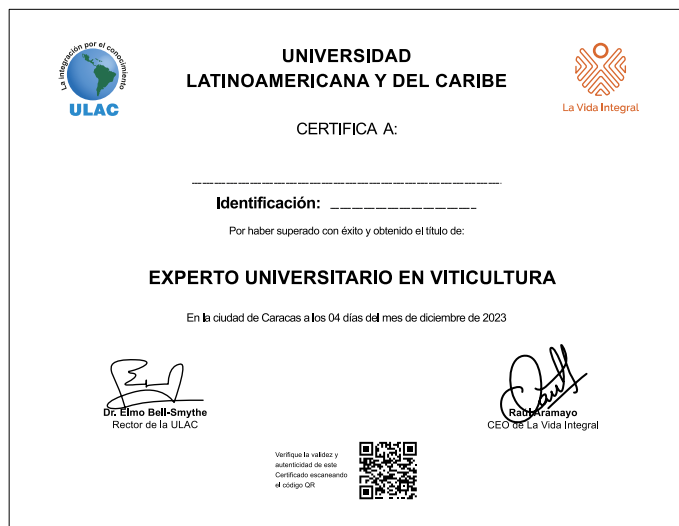 La integración por el conocimiento
ULAC
UNIVERSIDAD
LATINOAMERICANA Y DEL CARIBE
La Vida Integral
CERTIFICA A:
Identificación:
Por haber superado con éxito y obtenido el título de:
EXPERTO UNIVERSITARIO EN VITICULTURA
En la ciudad de Caracas a los 04 días del mes de diciembre de 2023
Dr. Elmo Bell-Smythe
Rector de la ULAC
Raúl Aramayo
CEO de La Vida Integral
Verifique la validez y
autenticidad de este
Certificado escaneando
el código QR